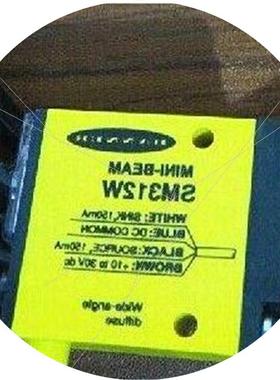 BANNER
MINI-BEAM
SM312W
WHITE: SINK, 150mA
BLUE: DC COMMON
BLACK: SOURCE, 150mA
BROWN: +10 to 30V dc
Wide-angle
diffuse